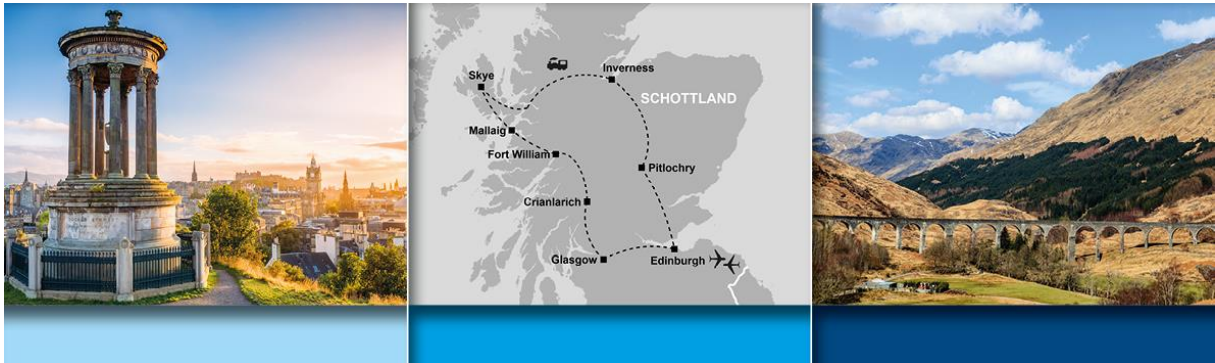 Inverness
Skye
SCHOTTLAND
Mallaig
Fort William
Pitlochry
Crianlarich
Glasgow
Edinburgh